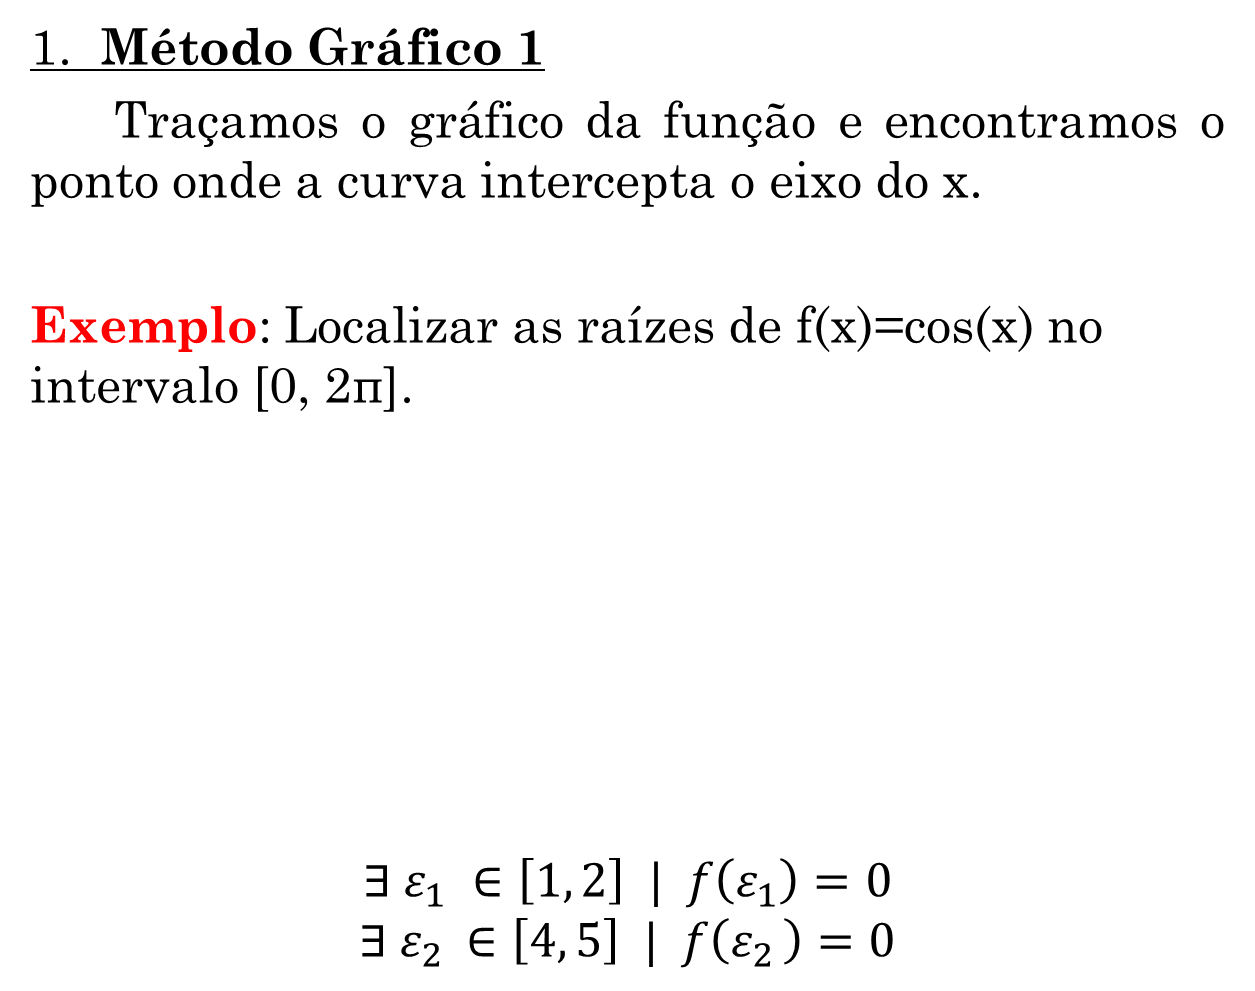 1. Método Gráfico 1
Traçamos o gráfico da função e encontramos o
ponto onde a curva intercepta o eixo do x.
Exemplo: Localizar as raízes de f(x)=cos(x) no
intervalo [0, 2π].
∃ ε₁ ∈ [1,2] | f(ε₁) = 0
∃ ε₂ ∈ [4,5] | f(ε₂) = 0